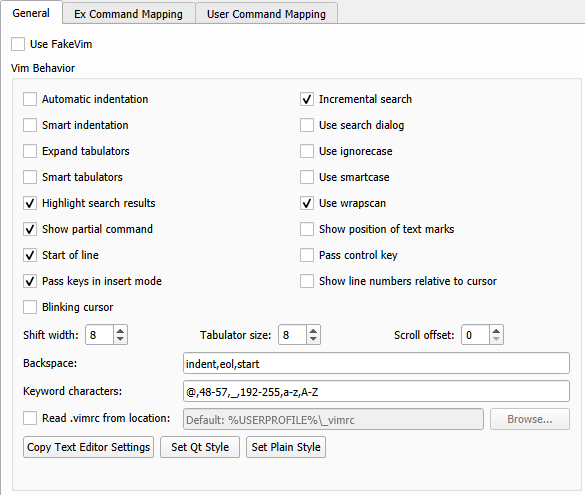 General Ex Command Mapping User Command Mapping
Use FakeVim
Vim Behavior
Automatic indentation Incremental search
Smart indentation Use search dialog
Expand tabulators Use ignorecase
Smart tabulators Use smartcase
Highlight search results Use wrapscan
Show partial command Show position of text marks
Start of line Pass control key
Pass keys in insert mode Show line numbers relative to cursor
Blinking cursor
Shift width: 8 Tabulator size: 8 Scroll offset: 0
Backspace: indent,eol,start
Keyword characters: @,48-57,_,192-255,a-z,A-Z
Read .vimrc from location: Default: %USERPROFILE%\_vimrc Browse...
Copy Text Editor Settings Set Qt Style Set Plain Style